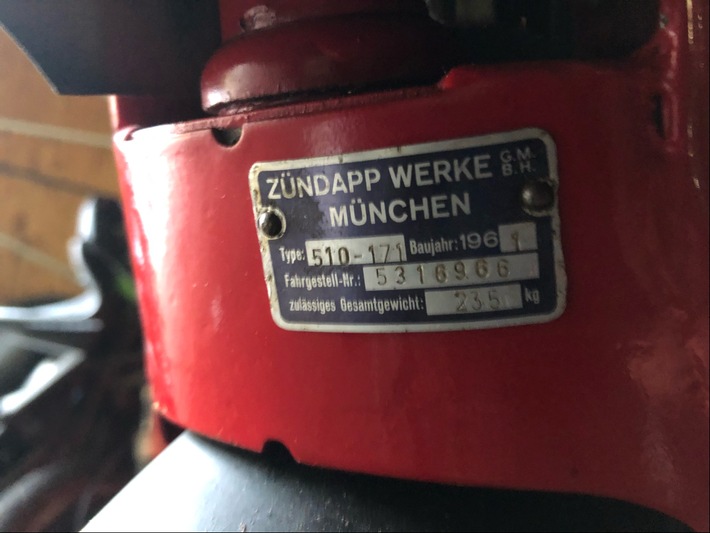 ZÜNDAPP WERKE G.M.B.H.
MÜNCHEN
Type: 510-171 Baujahr: 1961
Fahrgestell-Nr.: 5316966
zulässiges Gesamtgewicht: 235 kg